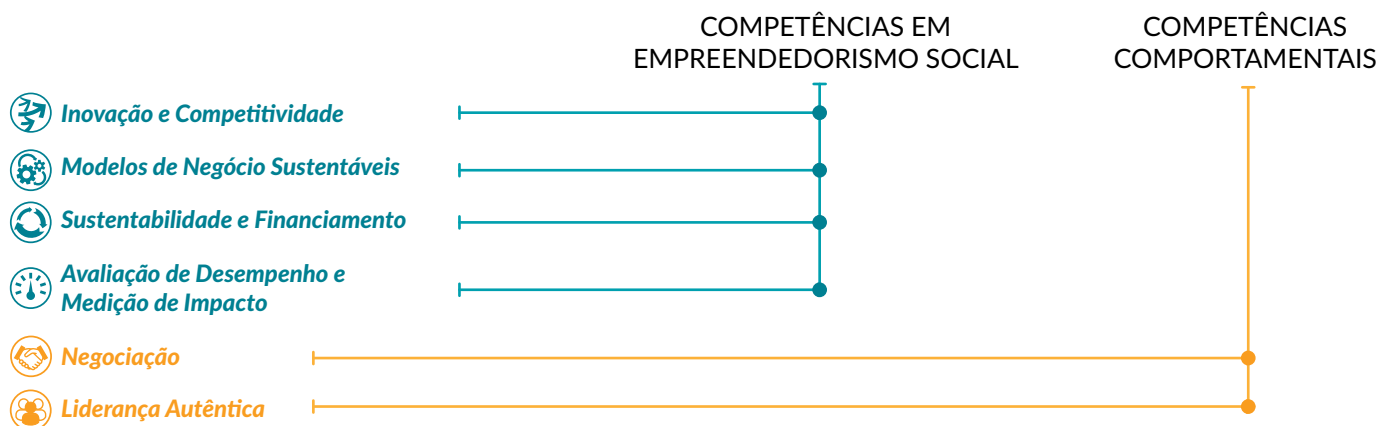 COMPETÊNCIAS EM
EMPREENDEDORISMO SOCIAL
COMPETÊNCIAS
COMPORTAMENTAIS
Inovação e Competitividade
Modelos de Negócio Sustentáveis
Sustentabilidade e Financiamento
Avaliação de Desempenho e
Medição de Impacto
Negociação
Liderança Autêntica